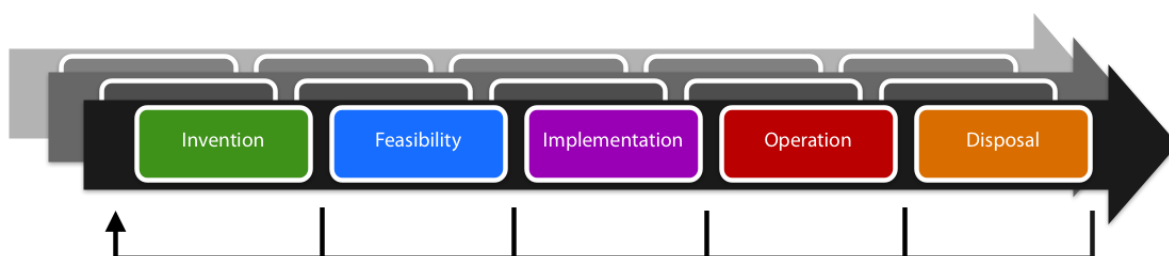 Invention
Feasibility
Implementation
Operation
Disposal